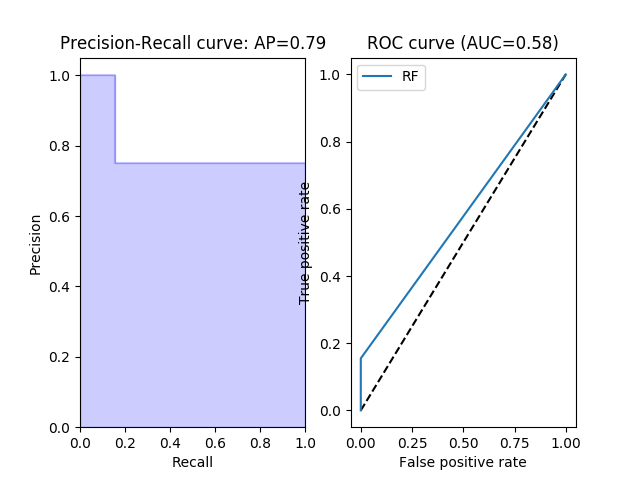 Precision-Recall curve: AP=0.79
1.0
0.8
0.6
0.4
0.2
0.0
Precision
0.0 0.2 0.4 0.6 0.8 1.0
Recall
ROC curve (AUC=0.58)
RF
1.0
0.8
0.6
0.4
0.2
0.0
True positive rate
0.00 0.25 0.50 0.75 1.00
False positive rate